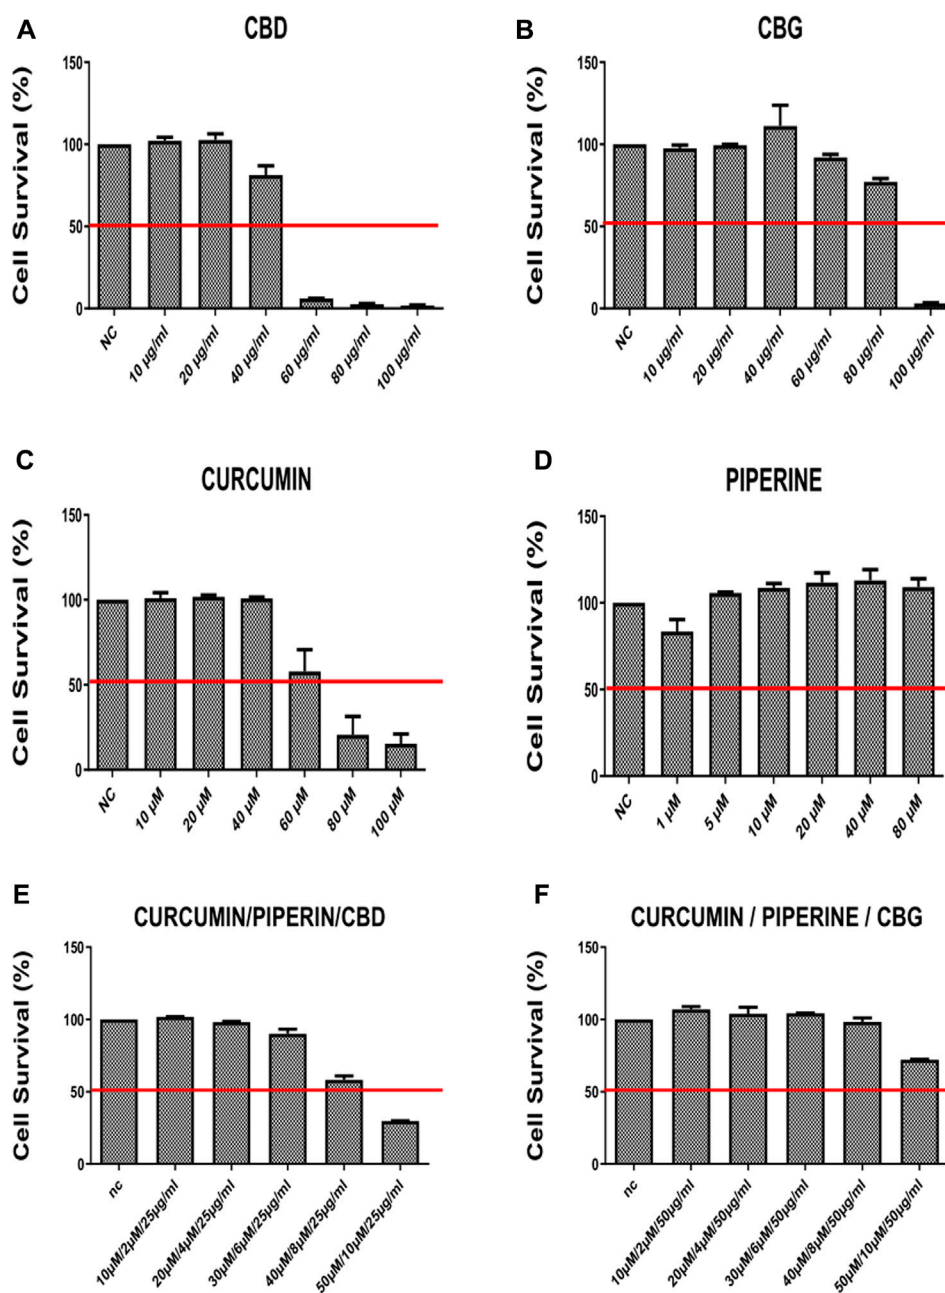 A
CBD
Cell Survival (%)
150
100
50
0
NC
10 µg/ml
20 µg/ml
40 µg/ml
60 µg/ml
80 µg/ml
100 µg/ml
B
CBG
Cell Survival (%)
150
100
50
0
NC
10 µg/ml
20 µg/ml
40 µg/ml
60 µg/ml
80 µg/ml
100 µg/ml
C
CURCUMIN
Cell Survival (%)
150
100
50
0
NC
10 µM
20 µM
40 µM
60 µM
80 µM
100 µM
D
PIPERINE
Cell Survival (%)
150
100
50
0
NC
1 µM
5 µM
10 µM
20 µM
40 µM
80 µM
E
CURCUMIN/PIPERIN/CBD
Cell Survival (%)
150
100
50
0
nc
10µM/2µM/25µg/ml
20µM/4µM/25µg/ml
30µM/6µM/25µg/ml
40µM/8µM/25µg/ml
50µM/10µM/25µg/ml
F
CURCUMIN / PIPERINE / CBG
Cell Survival (%)
150
100
50
0
nc
10µM/2µM/50µg/ml
20µM/4µM/50µg/ml
30µM/6µM/50µg/ml
40µM/8µM/50µg/ml
50µM/10µM/50µg/ml